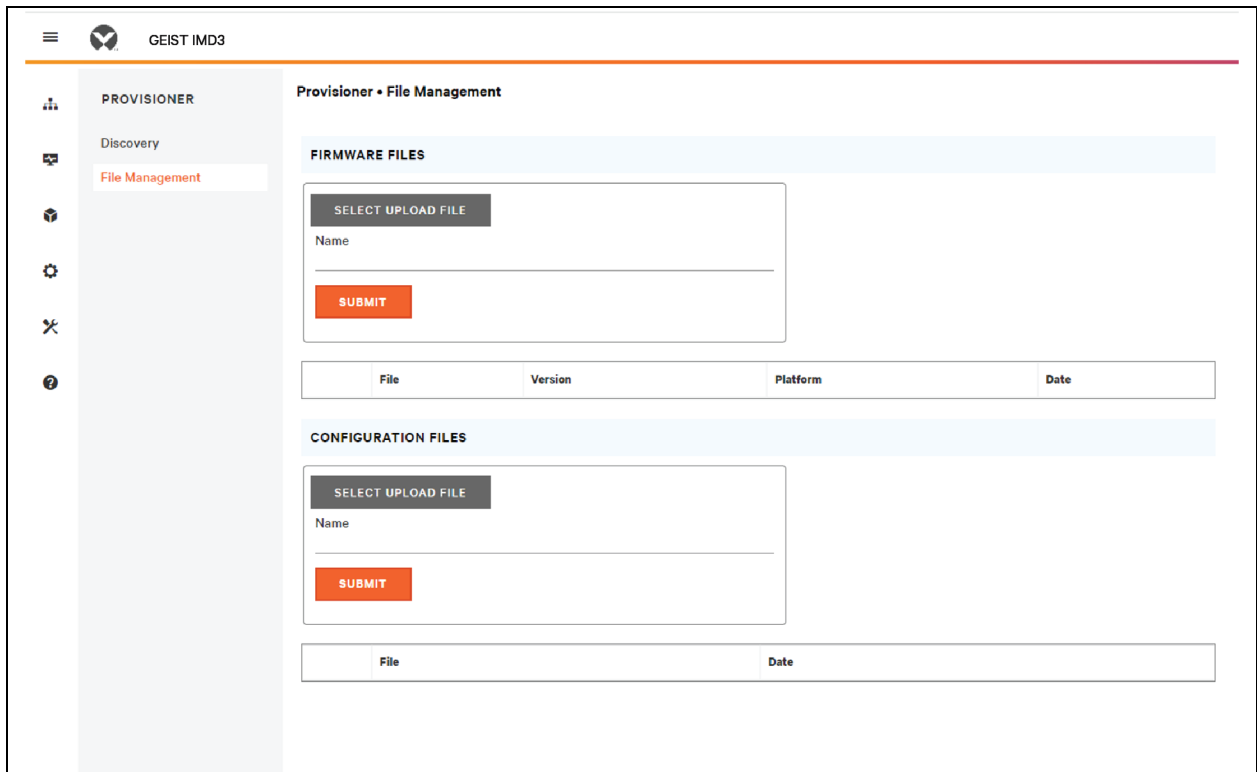 GEIST IMD3
PROVISIONER
Discovery
File Management
Provisioner • File Management
FIRMWARE FILES
SELECT UPLOAD FILE
Name
SUBMIT
File Version Platform Date
CONFIGURATION FILES
SELECT UPLOAD FILE
Name
SUBMIT
File Date